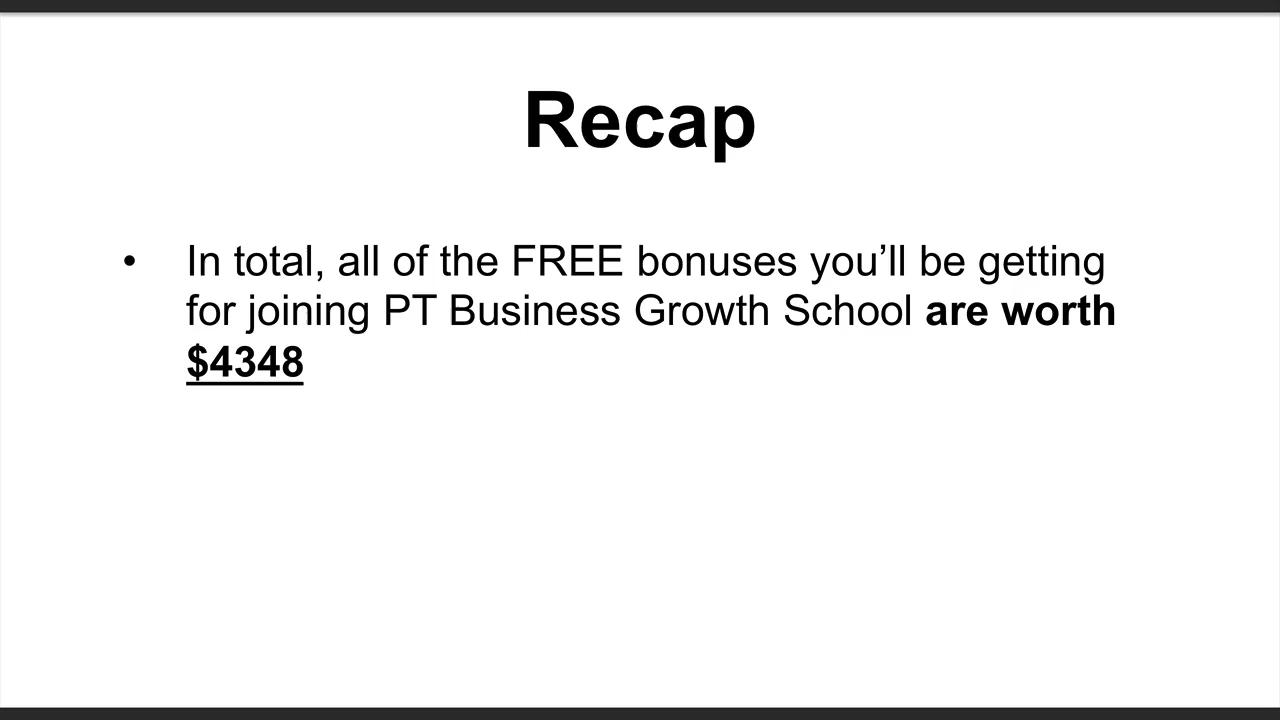 Recap
• In total, all of the FREE bonuses you’ll be getting
for joining PT Business Growth School are worth
$4348